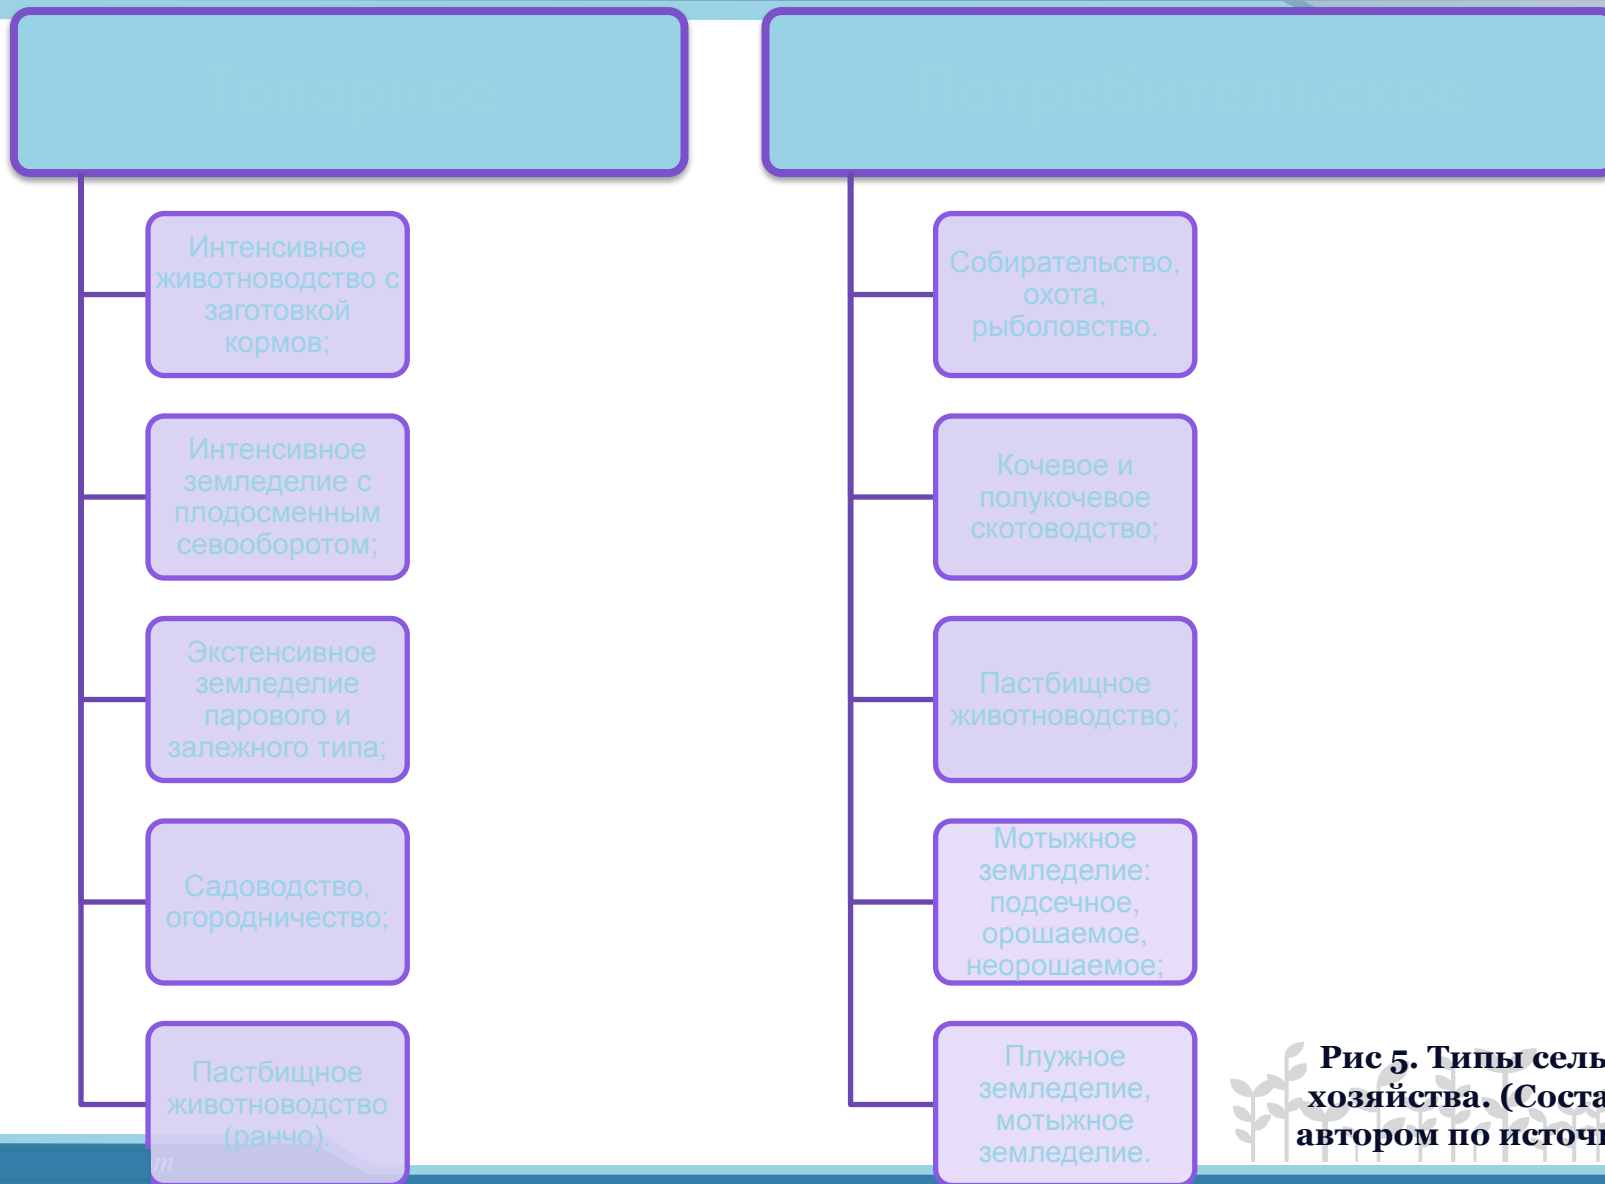 Интенсивное
животноводство с
заготовкой
кормов;
Интенсивное
земледелие с
плодосменным
севооборотом;
Экстенсивное
земледелие
парового и
залежного типа;
Садоводство,
огородничество;
Пастбищное
животноводство
(ранчо).
Собирательство,
охота,
рыболовство.
Кочевое и
полукочевое
скотоводство;
Пастбищное
животноводство;
Мотыжное
земледелие:
подсечное,
орошаемое,
неорошаемое;
Плужное
земледелие,
мотыжное
земледелие.
Рис 5. Типы сель
хозяйства. (Соста
автором по источн
m